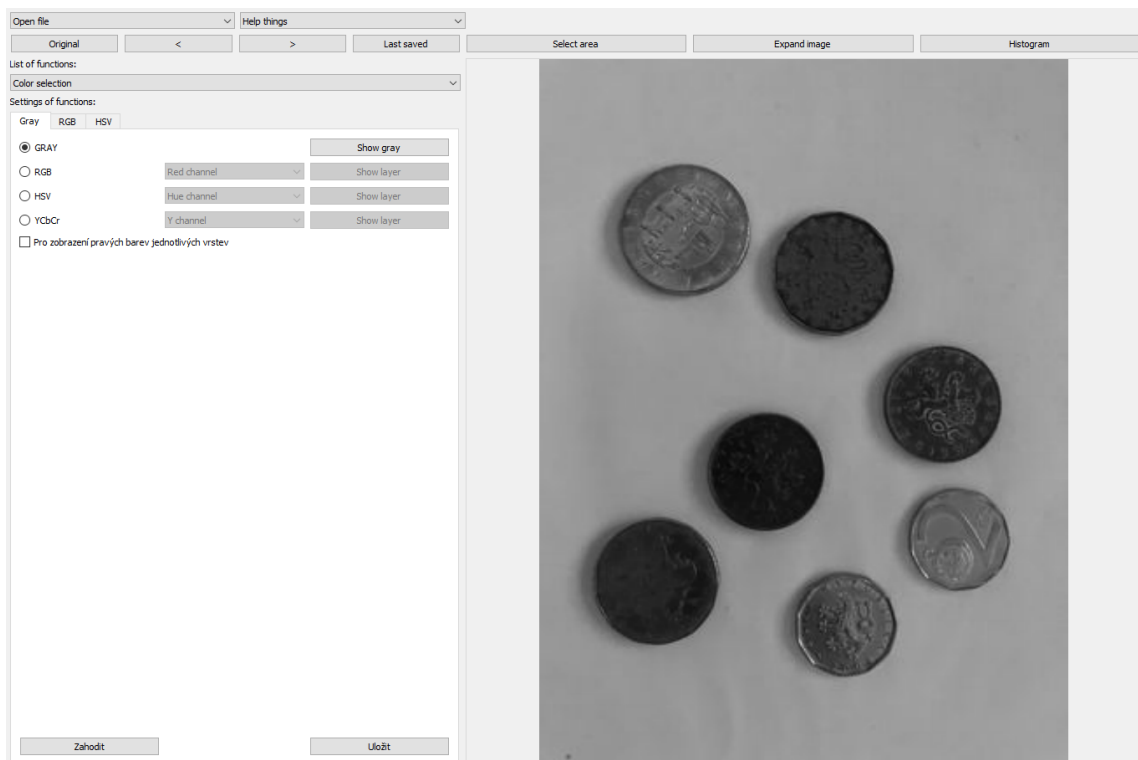 Open file Help things
Original < > Last saved Select area Expand image Histogram
List of functions:
Color selection
Settings of functions:
Gray RGB HSV
GRAY Show gray
RGB Red channel Show layer
HSV Hue channel Show layer
YCbCr Y channel Show layer
Pro zobrazení pravých barev jednotlivých vrstev
2
Zahodit Uložit